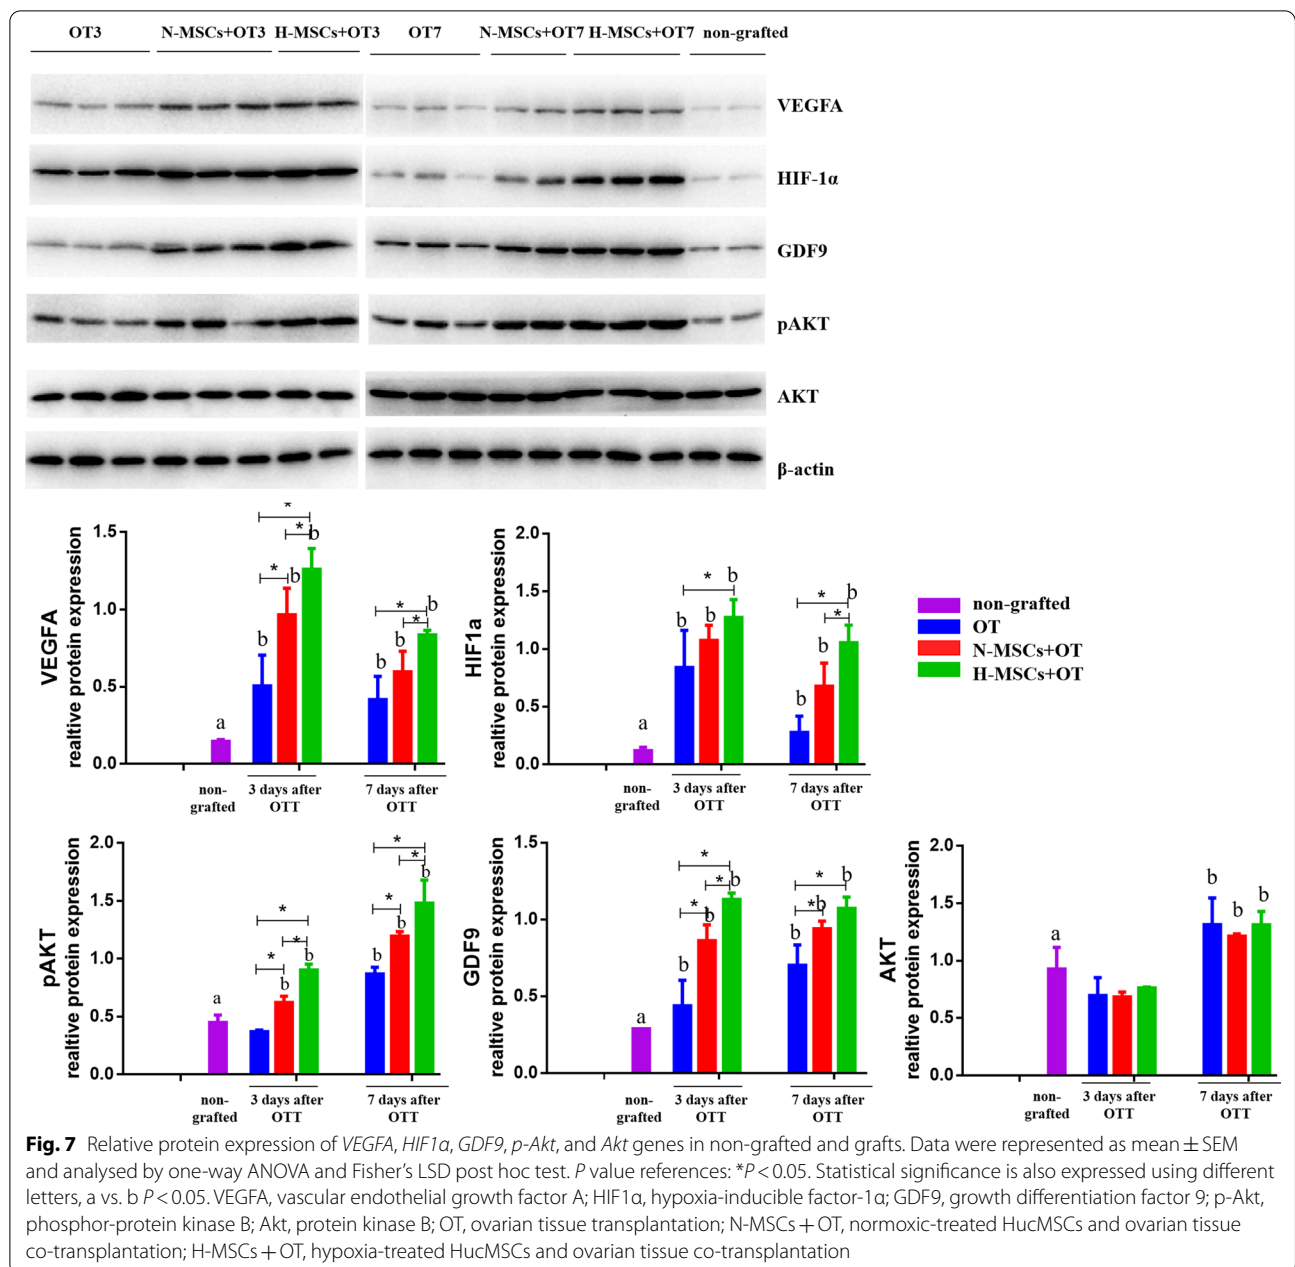 OT3 N-MSCs+OT3 H-MSCs+OT3 OT7 N-MSCs+OT7 H-MSCs+OT7 non-grafted
VEGFA
HIF-1α
GDF9
pAKT
AKT
β-actin
VEGFA
realtive protein expression
1.5
1.0
0.5
0.0
a
b
b
b
b
b
b
*
*
*
*
*
non-
grafted
3 days after
OTT
7 days after
OTT
HIF1a
realtive protein expression
2.0
1.5
1.0
0.5
0.0
a
b
b
b
b
b
b
*
*
*
non-
grafted
3 days after
OTT
7 days after
OTT
non-grafted
OT
N-MSCs+OT
H-MSCs+OT
pAKT
realtive protein expression
2.0
1.5
1.0
0.5
0.0
a
b
b
b
b
b
*
*
*
*
*
*
non-
grafted
3 days after
OTT
7 days after
OTT
GDF9
realtive protein expression
1.5
1.0
0.5
0.0
a
b
b
b
b
b
b
*
*
*
*
*
non-
grafted
3 days after
OTT
7 days after
OTT
AKT
realtive protein expression
2.0
1.5
1.0
0.5
0.0
a
b
b
b
non-
grafted
3 days after
OTT
7 days after
OTT
Fig. 7 Relative protein expression of VEGFA, HIF1α, GDF9, p-Akt, and Akt genes in non-grafted and grafts. Data were represented as mean ± SEM
and analysed by one-way ANOVA and Fisher's LSD post hoc test. P value references: *P < 0.05. Statistical significance is also expressed using different
letters, a vs. b P < 0.05. VEGFA, vascular endothelial growth factor A; HIF1α, hypoxia-inducible factor-1α; GDF9, growth differentiation factor 9; p-Akt,
phosphor-protein kinase B; Akt, protein kinase B; OT, ovarian tissue transplantation; N-MSCs + OT, normoxic-treated HucMSCs and ovarian tissue
co-transplantation; H-MSCs + OT, hypoxia-treated HucMSCs and ovarian tissue co-transplantation